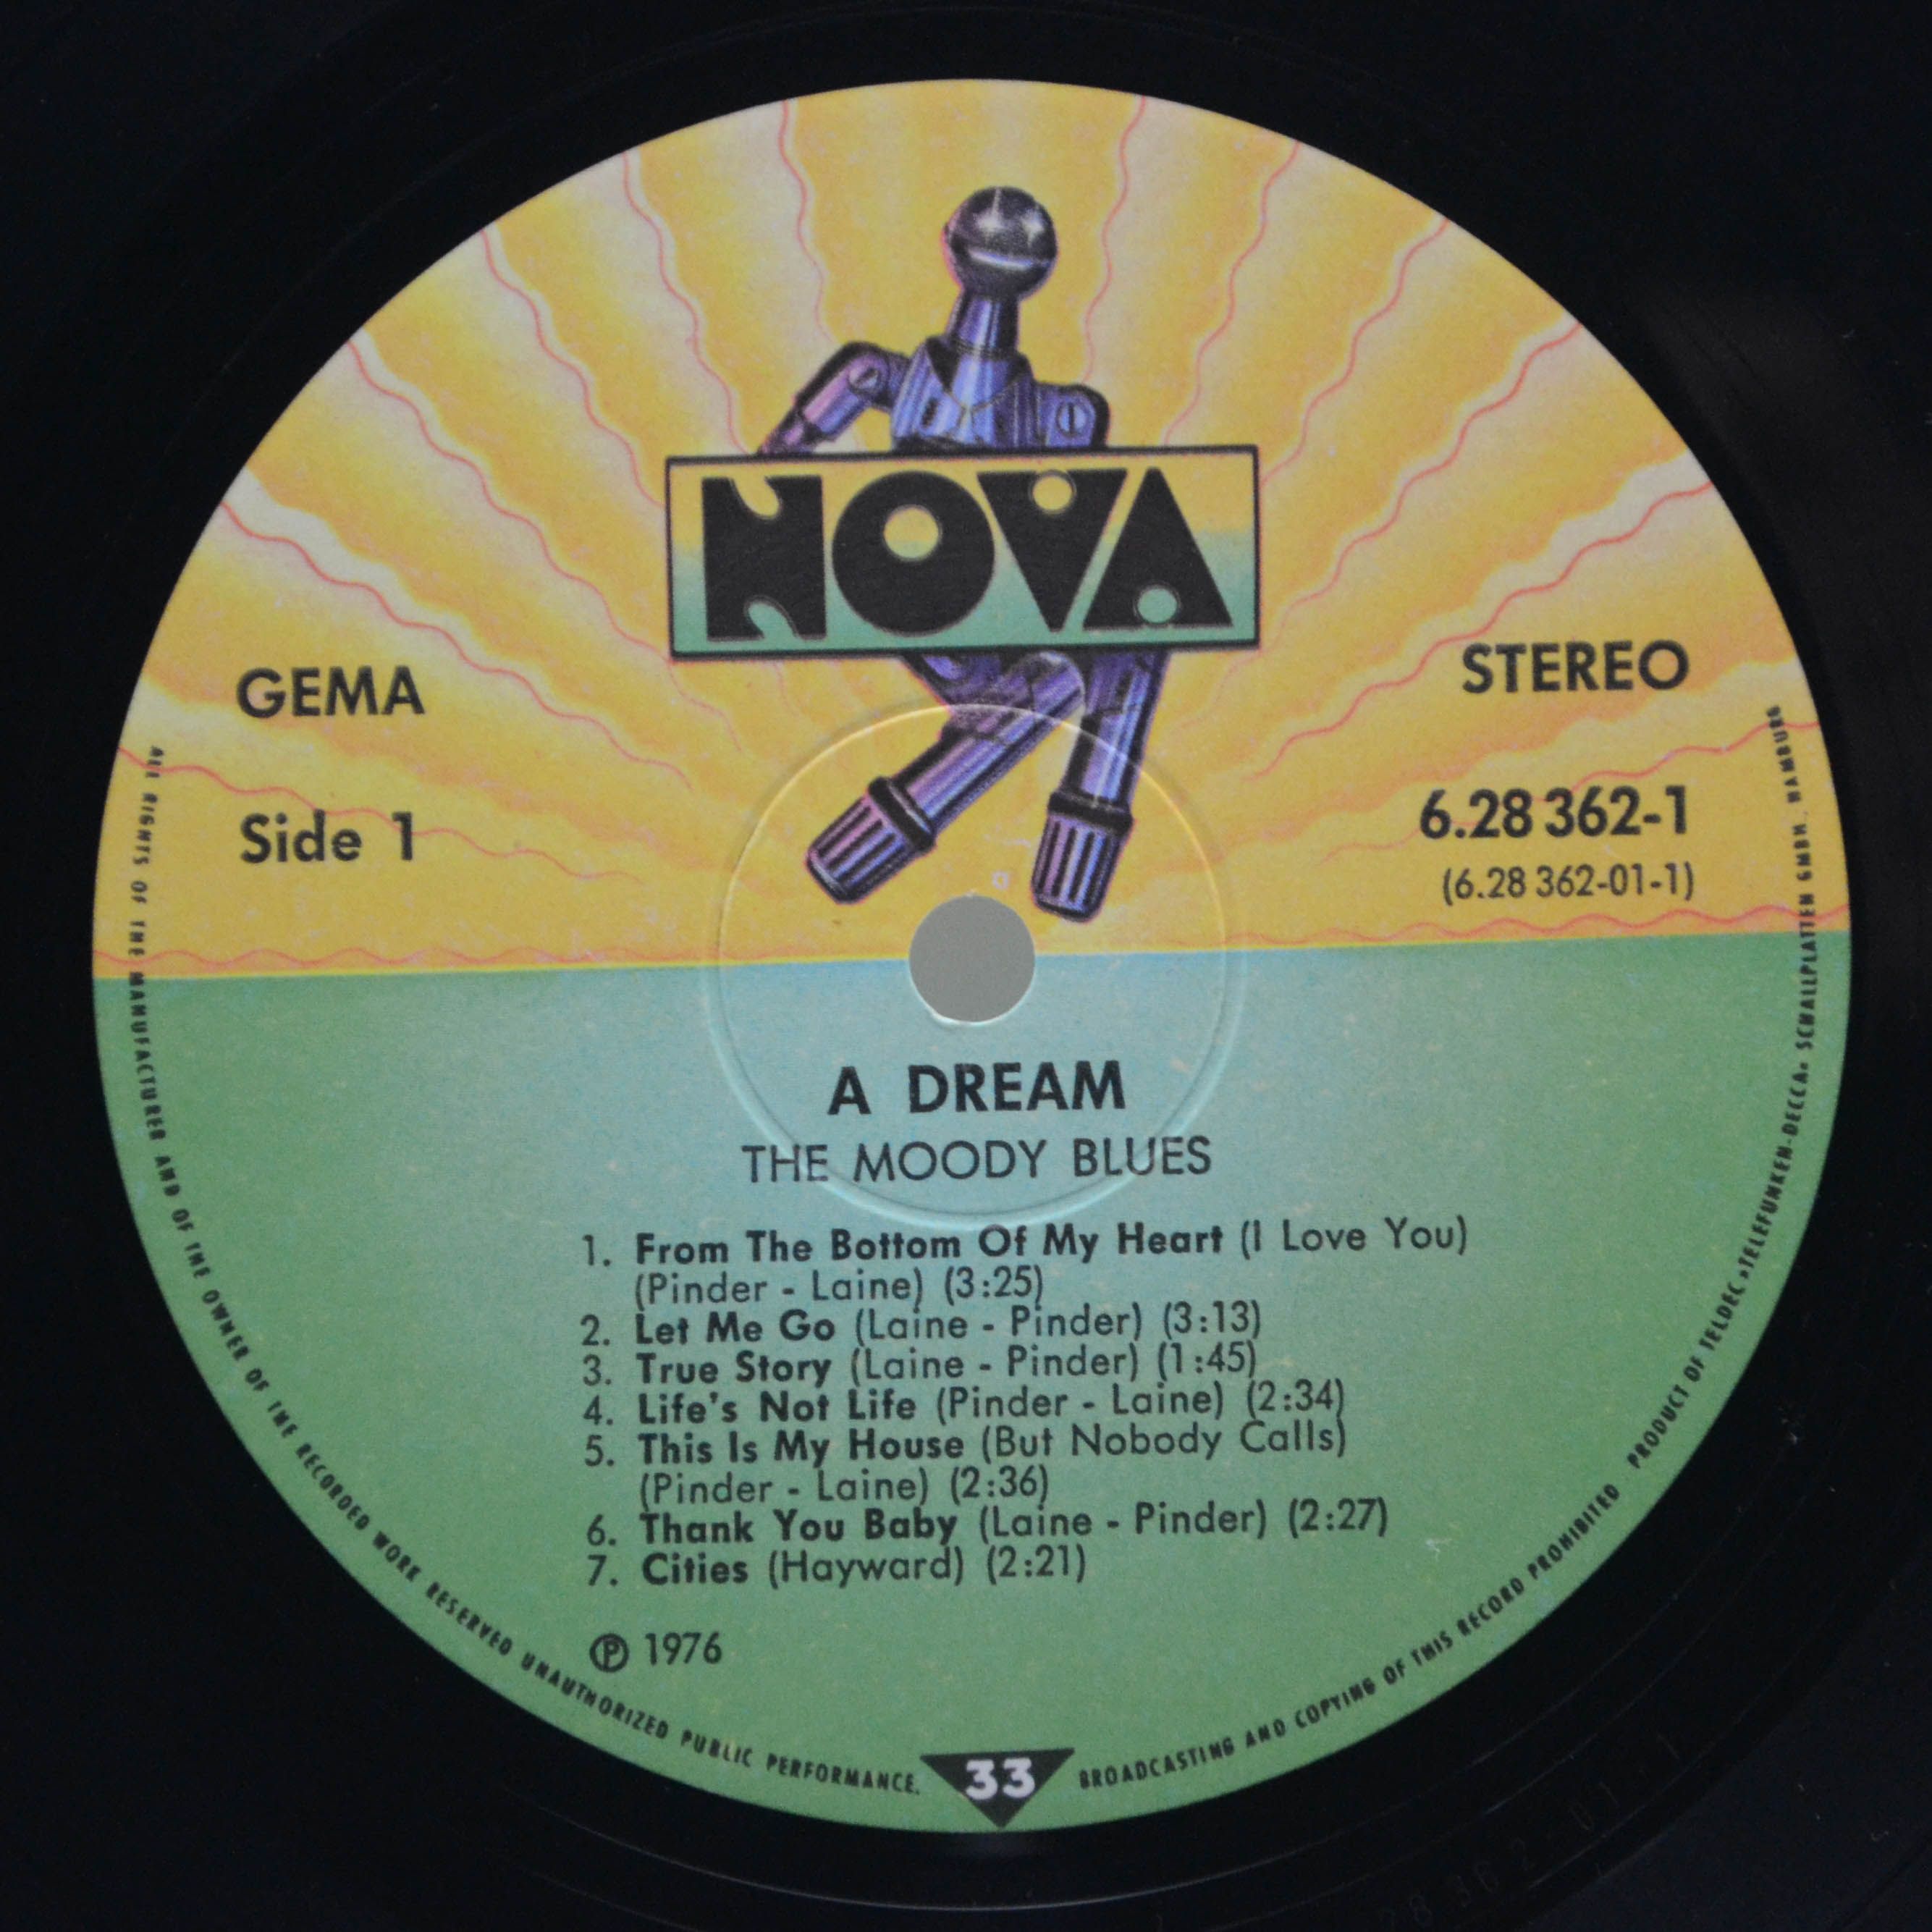 NOVA
GEMA
STEREO
Side 1
6.28 362-1
(6.28 362-01-1)
A DREAM
THE MOODY BLUES
1. From The Bottom Of My Heart (I Love You)
(Pinder - Laine) (3:25)
2. Let Me Go (Laine - Pinder) (3:13)
3. True Story (Laine - Pinder) (1:45)
4. Life's Not Life (Pinder - Laine) (2:34)
5. This Is My House (But Nobody Calls)
(Pinder - Laine) (2:36)
6. Thank You Baby (Laine - Pinder) (2:27)
7. Cities (Hayward) (2:21)
℗ 1976
33
ALL RIGHTS OF THE MANUFACTURER AND OF THE OWNER OF THE RECORDED WORK RESERVED UNAUTHORIZED PUBLIC PERFORMANCE. BROADCASTING AND COPYING OF THIS RECORD PROHIBITED PRODUCT OF TELDEC »TELEFUNKEN-DECCA« SCHALLPLATTEN GMBH. HAMBURG